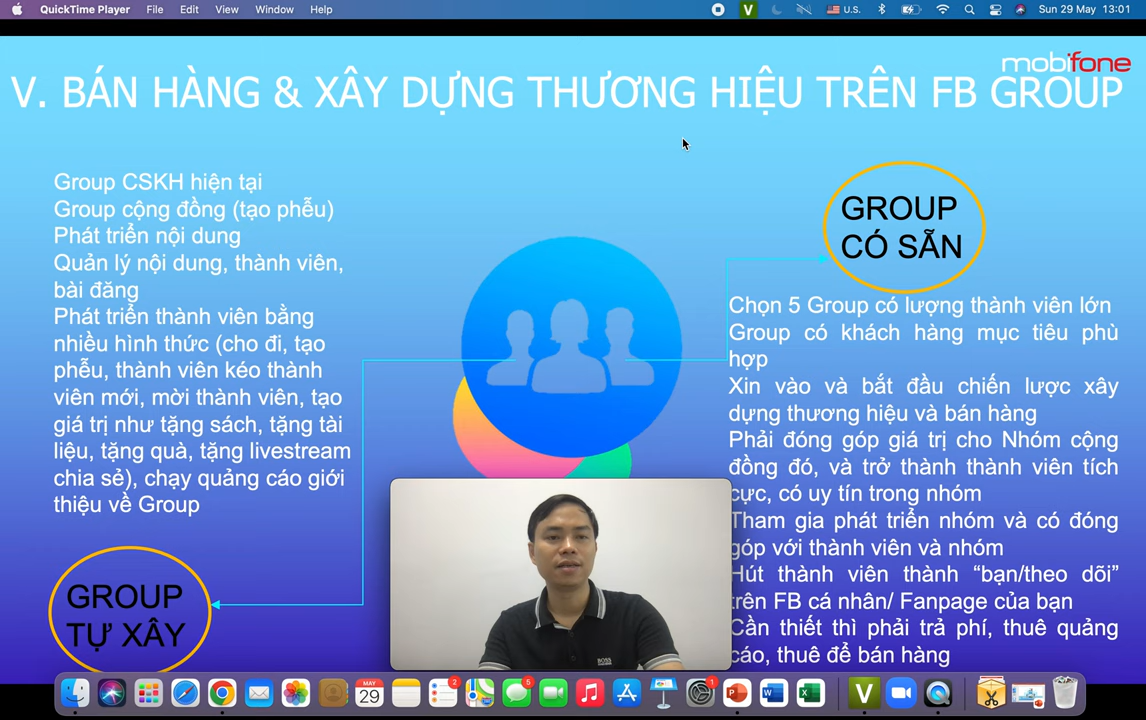 QuickTime Player File Edit View Window Help
V U.S. Sun 29 May 13:01
mobifone
V. BÁN HÀNG & XÂY DỰNG THƯƠNG HIỆU TRÊN FB GROUP
Group CSKH hiện tại
Group cộng đồng (tạo phễu)
Phát triển nội dung
Quản lý nội dung, thành viên,
bài đăng
Phát triển thành viên bằng
nhiều hình thức (cho đi, tạo
phễu, thành viên kéo thành
viên mới, mời thành viên, tạo
giá trị như tặng sách, tặng tài
liệu, tặng quà, tặng livestream
chia sẻ), chạy quảng cáo giới
thiệu về Group
GROUP
TỰ XÂY
GROUP
CÓ SẴN
Chọn 5 Group có lượng thành viên lớn
Group có khách hàng mục tiêu phù
hợp
Xin vào và bắt đầu chiến lược xây
dựng thương hiệu và bán hàng
Phải đóng góp giá trị cho Nhóm cộng
đồng đó, và trở thành thành viên tích
cực, có uy tín trong nhóm
Tham gia phát triển nhóm và có đóng
góp với thành viên và nhóm
Hút thành viên thành “bạn/theo dõi”
trên FB cá nhân/ Fanpage của bạn
Cần thiết thì phải trả phí, thuê quảng
cáo, thuê để bán hàng
BOSS
MAY
29
2
5
1